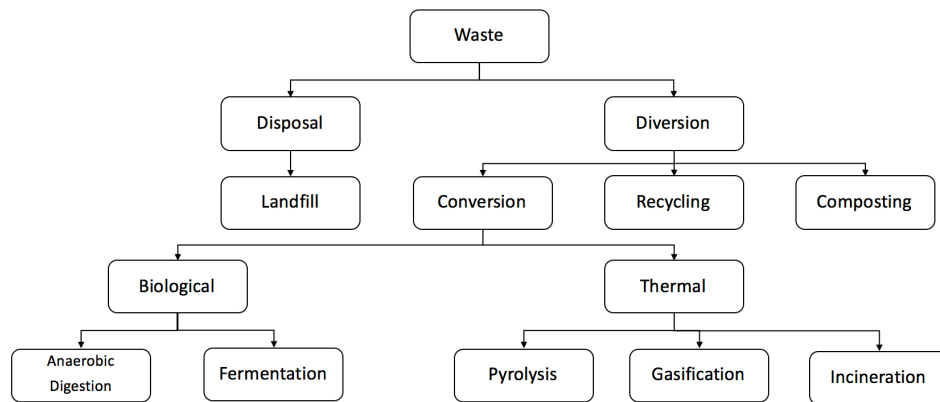 Waste
Disposal
Diversion
Landfill
Conversion
Recycling
Composting
Biological
Thermal
Anaerobic
Digestion
Fermentation
Pyrolysis
Gasification
Incineration